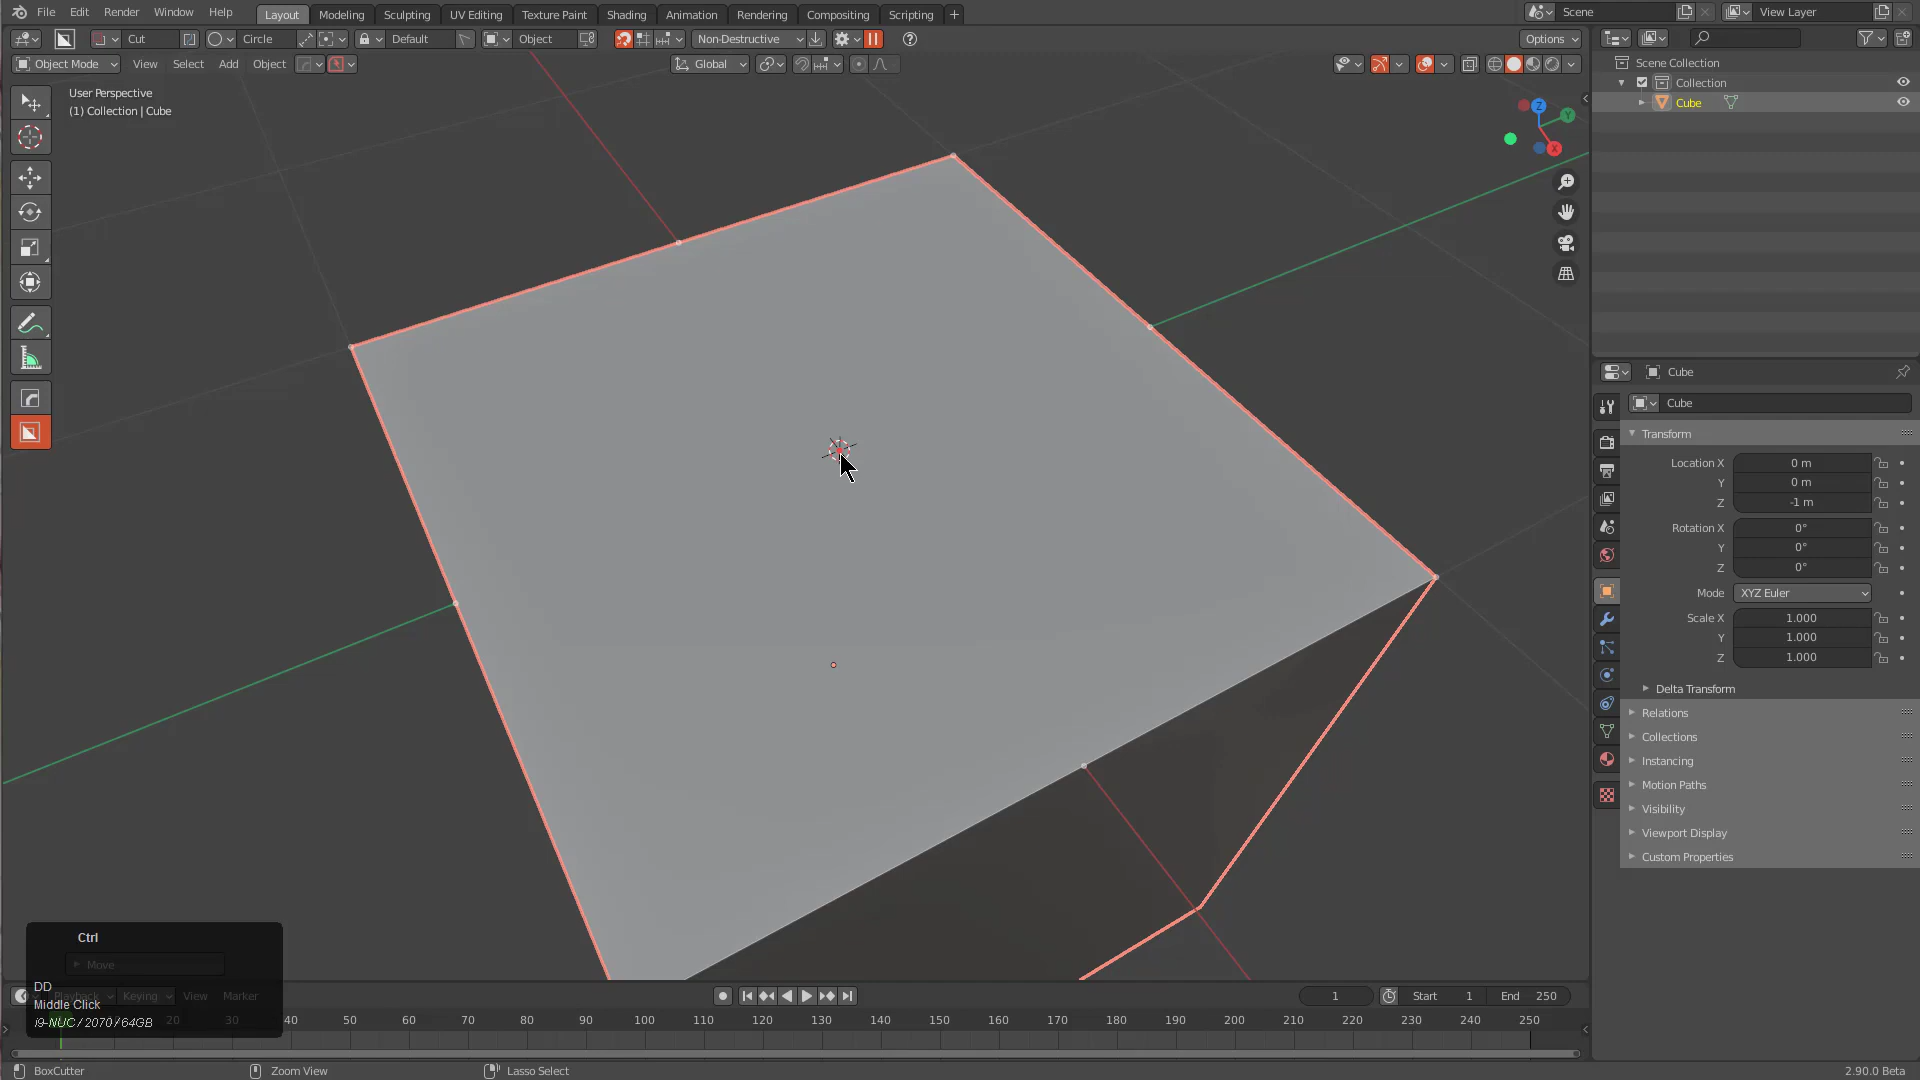 File Edit Render Window Help Layout Modeling Sculpting UV Editing Texture Paint Shading Animation Rendering Compositing Scripting Scene View Layer
Cut Circle Default Object Non-Destructive Options
Object Mode View Select Add Object Global
User Perspective
(1) Collection | Cube
Z
Y
X
Scene Collection
Collection
Cube
Cube
Cube
Transform
Location X 0 m
Y 0 m
Z -1 m
Rotation X 0°
Y 0°
Z 0°
Mode XYZ Euler
Scale X 1.000
Y 1.000
Z 1.000
Delta Transform
Relations
Collections
Instancing
Motion Paths
Visibility
Viewport Display
Custom Properties
Ctrl
Move
DD
Middle Click
i9-NUC / 2070 / 64GB
Playback Keying View Marker 1 Start 1 End 250
20 30 40 50 60 70 80 90 100 110 120 130 140 150 160 170 180 190 200 210 220 230 240 250
BoxCutter Zoom View Lasso Select 2.90.0 Beta